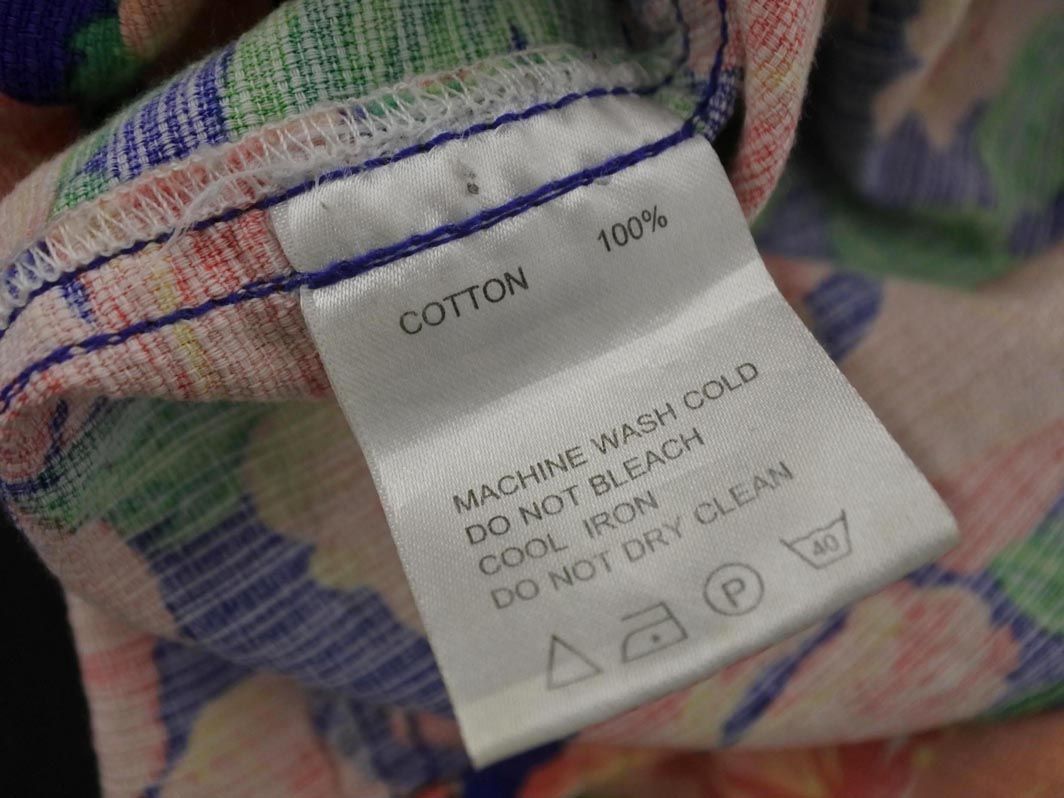 COTTON 100%
MACHINE WASH COLD
DO NOT BLEACH
COOL IRON
DO NOT DRY CLEAN
P 40